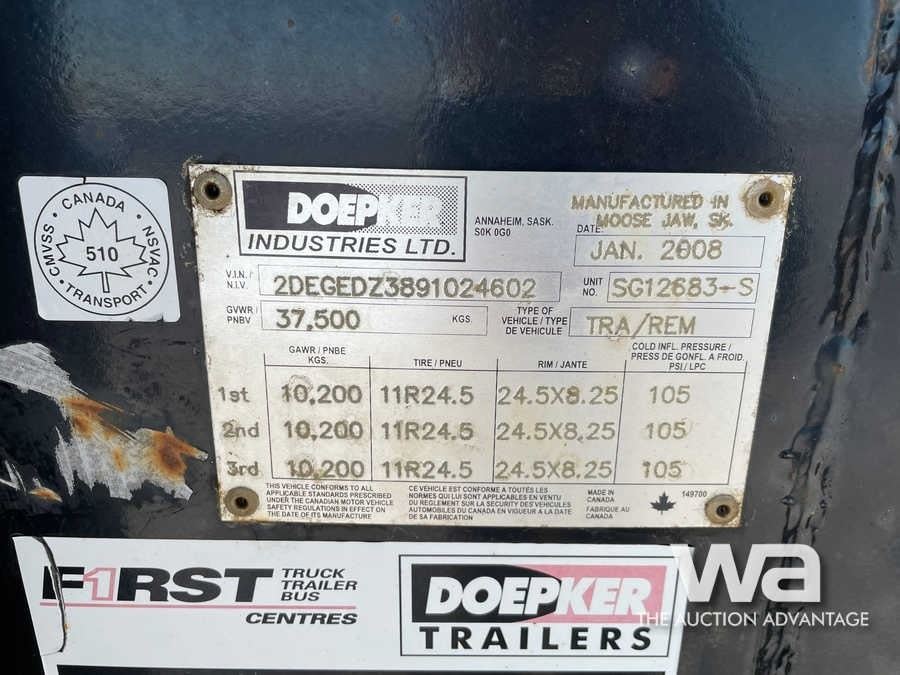 CANADA
CMVSS
510
NSVAC
TRANSPORT
DOEPKER
INDUSTRIES LTD.
ANNAHEIM, SASK.
S0K 0G0
MANUFACTURED IN
MOOSE JAW, SK.
DATE:
JAN. 2008
V.I.N./
N.I.V.
2DEGEDZ3891024602
UNIT
NO.
SG12683-S
GVWR/
PNBV
37,500
KGS.
TYPE OF
VEHICLE / TYPE
DE VEHICULE
TRA/REM
GAWR / PNBE
KGS.
TIRE / PNEU
RIM / JANTE
COLD INFL. PRESSURE /
PRESS DE GONFL. A FROID.
PSI / LPC
1st 10,200 11R24.5 24.5X8.25 105
2nd 10,200 11R24.5 24.5X8.25 105
3rd 10,200 11R24.5 24.5X8.25 105
THIS VEHICLE CONFORMS TO ALL
APPLICABLE STANDARDS PRESCRIBED
UNDER THE CANADIAN MOTOR VEHICLE
SAFETY REGULATIONS IN EFFECT ON
THE DATE OF ITS MANUFACTURE
CE VÉHICLE EST CONFORME A TOUTES LES
NORMES QUI LUI SONT APPLICABLES EN VENTU
DU REGLEMENT SUR LA SECURITE DES VEHICULES
AUTOMOBILES DU CANADA EN VIGUEUR A LA DATE
DE SA FABRICATION
MADE IN
CANADA
FABRIQUE AU
CANADA
149700
F1RST TRUCK
TRAILER
BUS
CENTRES
DOEPKER
TRAILERS
wa
THE AUCTION ADVANTAGE